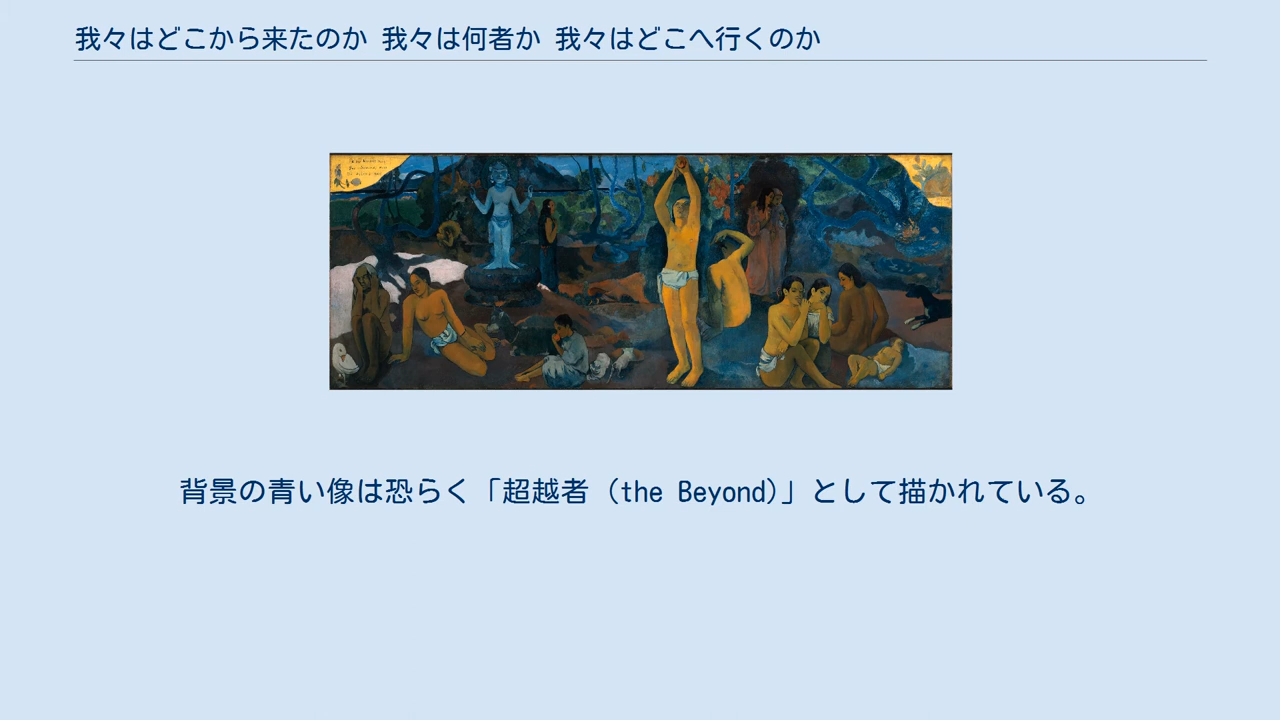 我々はどこから来たのか 我々は何者か 我々はどこへ行くのか
背景の青い像は恐らく「超越者（the Beyond）」として描かれている。